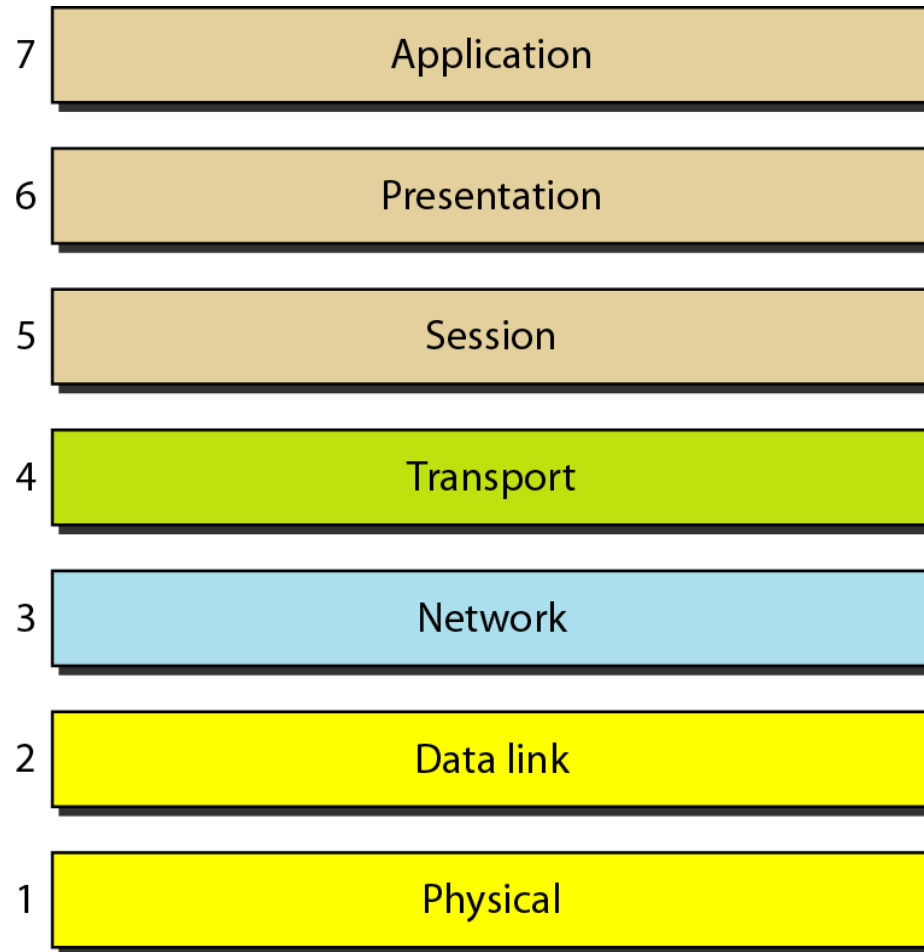 7 Application
6 Presentation
5 Session
4 Transport
3 Network
2 Data link
1 Physical